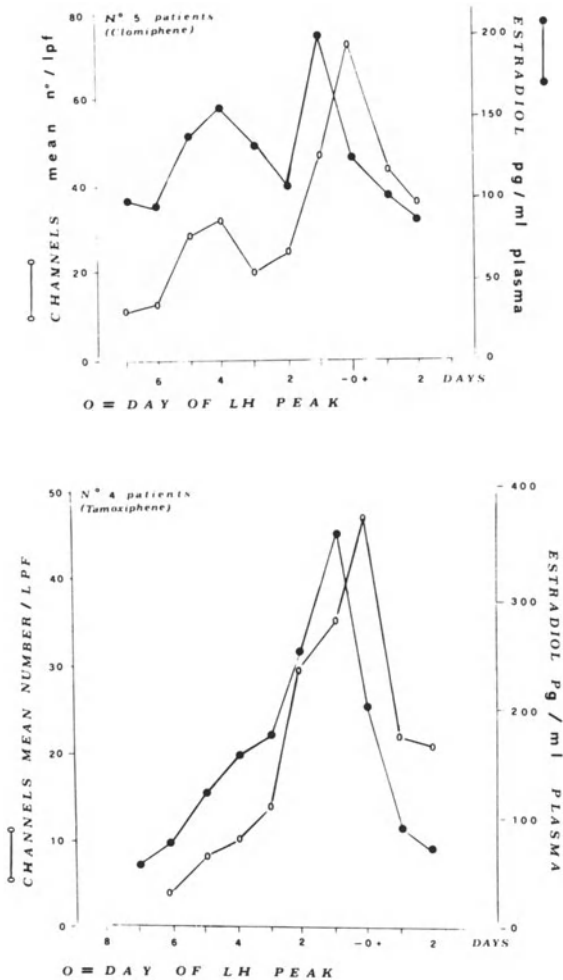 N° 5 patients
(Clomiphene)
CHANNELS mean n°/lpf
80
60
40
20
0
200
150
100
50
0
ESTRADIOL pg/ml plasma
6 4 2 -0+ 2 DAYS
O = DAY OF LH PEAK
N° 4 patients
(Tamoxiphene)
CHANNELS MEAN NUMBER/LPF
50
40
30
20
10
0
400
300
200
100
0
ESTRADIOL Pg/ml PLASMA
8 6 4 2 -0+ 2 DAYS
O = DAY OF LH PEAK